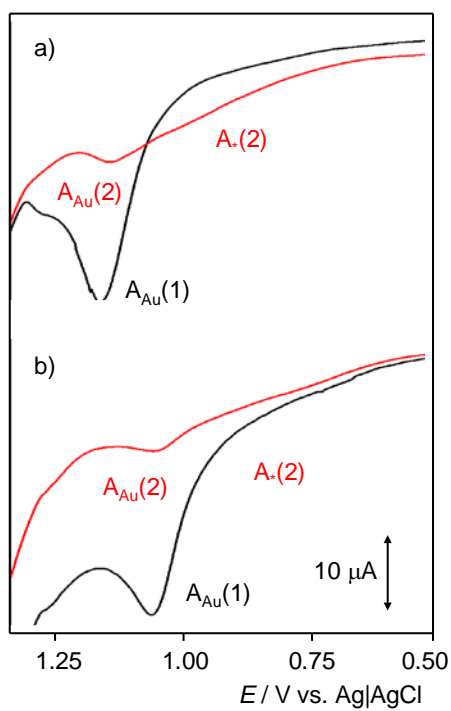 a)
A*(2)
AAu(2)
AAu(1)
b)
AAu(2)
A*(2)
AAu(1)
10 μA
1.25 1.00 0.75 0.50
E / V vs. Ag|AgCl